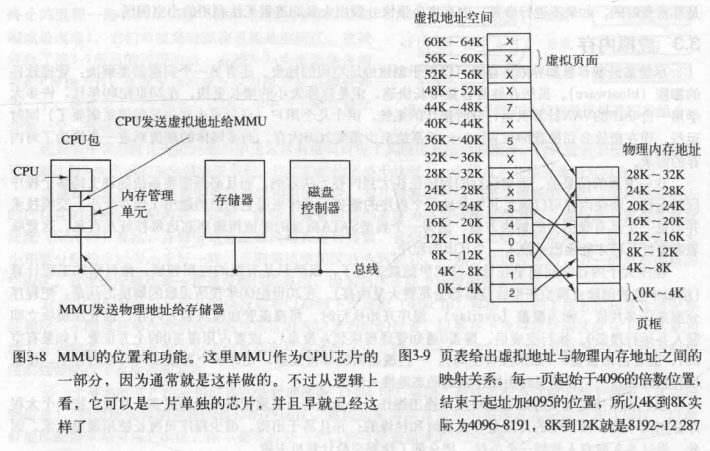 CPU包
CPU发送虚拟地址给MMU
CPU
内存管理
单元
存储器
磁盘
控制器
总线
MMU发送物理地址给存储器
图3-8 MMU的位置和功能。这里MMU作为CPU芯片的
一部分，因为通常就是这样做的。不过从逻辑上
看，它可以是一片单独的芯片，并且早就已经这
样了
虚拟地址空间
60K~64K X
56K~60K X
52K~56K X
48K~52K X
44K~48K 7
40K~44K X
36K~40K 5
32K~36K X
28K~32K X
24K~28K X
20K~24K 3
16K~20K 4
12K~16K 0
8K~12K 6
4K~8K 1
0K~4K 2
虚拟页面
物理内存地址
28K~32K
24K~28K
20K~24K
16K~20K
12K~16K
8K~12K
4K~8K
0K~4K
页框
图3-9 页表给出虚拟地址与物理内存地址之间的
映射关系。每一页起始于4096的倍数位置，
结束于起址加4095的位置，所以4K到8K实
际为4096~8191，8K到12K就是8192~12 287